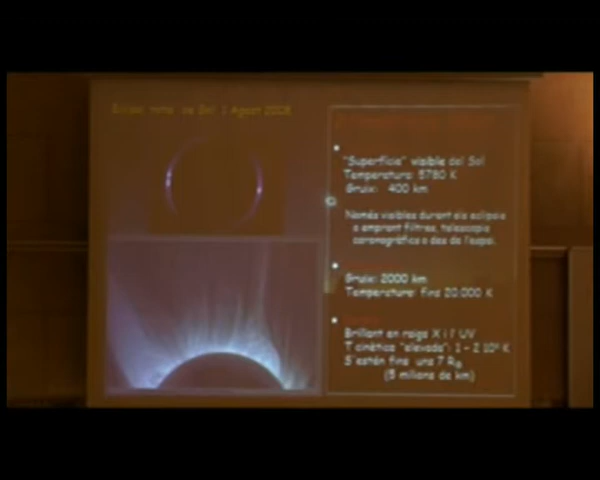 Eclipsi total de Sol 1 Agost 2008
"Superfície" visible del Sol
Temperatura: 5780 K
Gruix: 400 km
Només visibles durant els eclipsis
o emprant filtres, telescopis
coronogràfics o des de l'espai.
Gruix: 2000 km
Temperatura: fins 20.000 K
Brillant en raigs X i l' UV
T cinètica "elevada": 1 - 2 10⁶ K
S'estén fins uns 7 R
(5 milions de km)